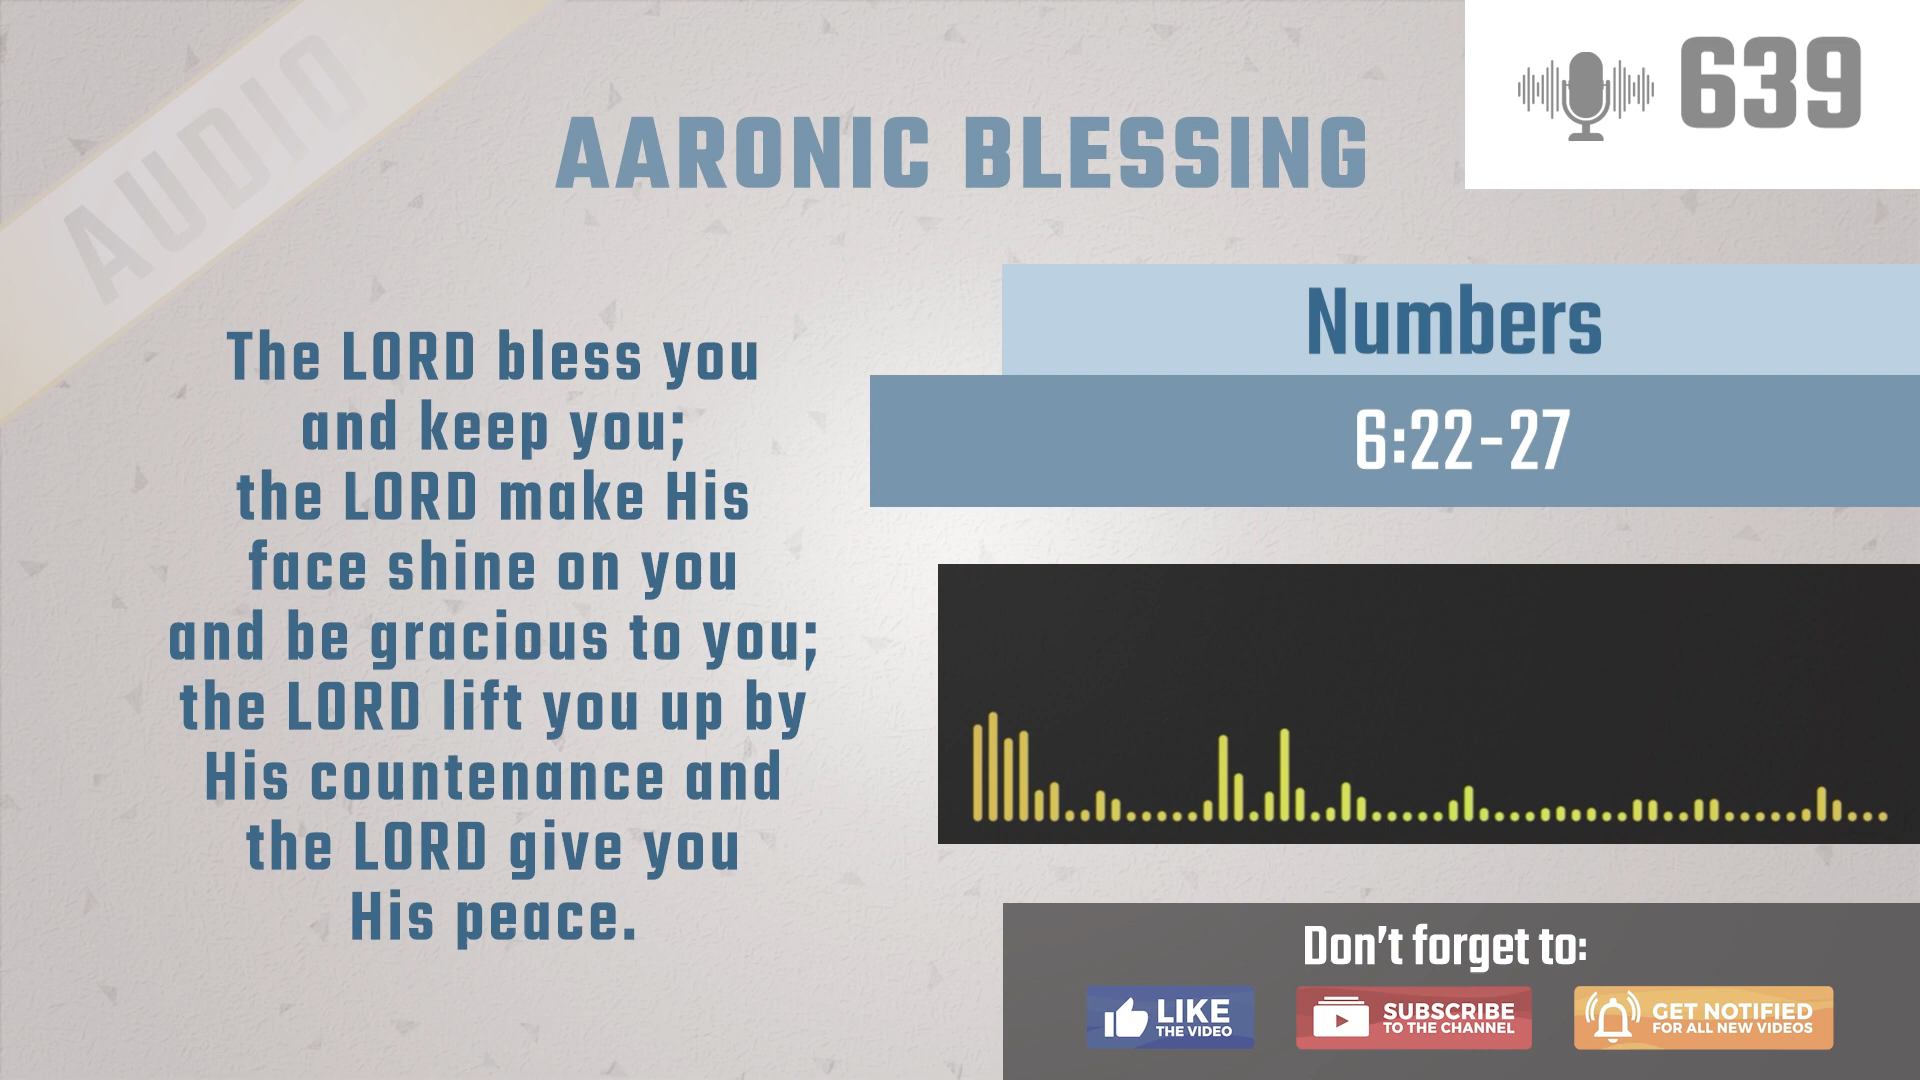 AUDIO
639
AARONIC BLESSING
Numbers
6:22-27
The LORD bless you
and keep you;
the LORD make His
face shine on you
and be gracious to you;
the LORD lift you up by
His countenance and
the LORD give you
His peace.
Don't forget to:
LIKE
THE VIDEO
SUBSCRIBE
TO THE CHANNEL
GET NOTIFIED
FOR ALL NEW VIDEOS